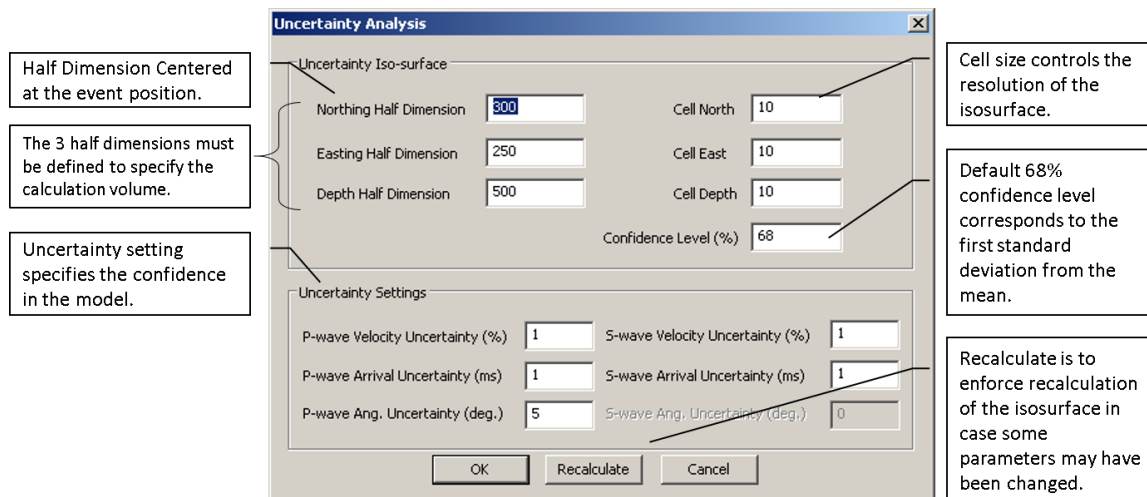 Uncertainty Analysis
Half Dimension Centered
at the event position.
The 3 half dimensions must
be defined to specify the
calculation volume.
Uncertainty setting
specifies the confidence
in the model.
Uncertainty Iso-surface
Northing Half Dimension 300 Cell North 10
Easting Half Dimension 250 Cell East 10
Depth Half Dimension 500 Cell Depth 10
Confidence Level (%) 68
Uncertainty Settings
P-wave Velocity Uncertainty (%) 1 S-wave Velocity Uncertainty (%) 1
P-wave Arrival Uncertainty (ms) 1 S-wave Arrival Uncertainty (ms) 1
P-wave Ang. Uncertainty (deg.) 5 S-wave Ang. Uncertainty (deg.) 0
OK Recalculate Cancel
Cell size controls the
resolution of the
isosurface.
Default 68%
confidence level
corresponds to the
first standard
deviation from the
mean.
Recalculate is to
enforce recalculation
of the isosurface in
case some
parameters may have
been changed.